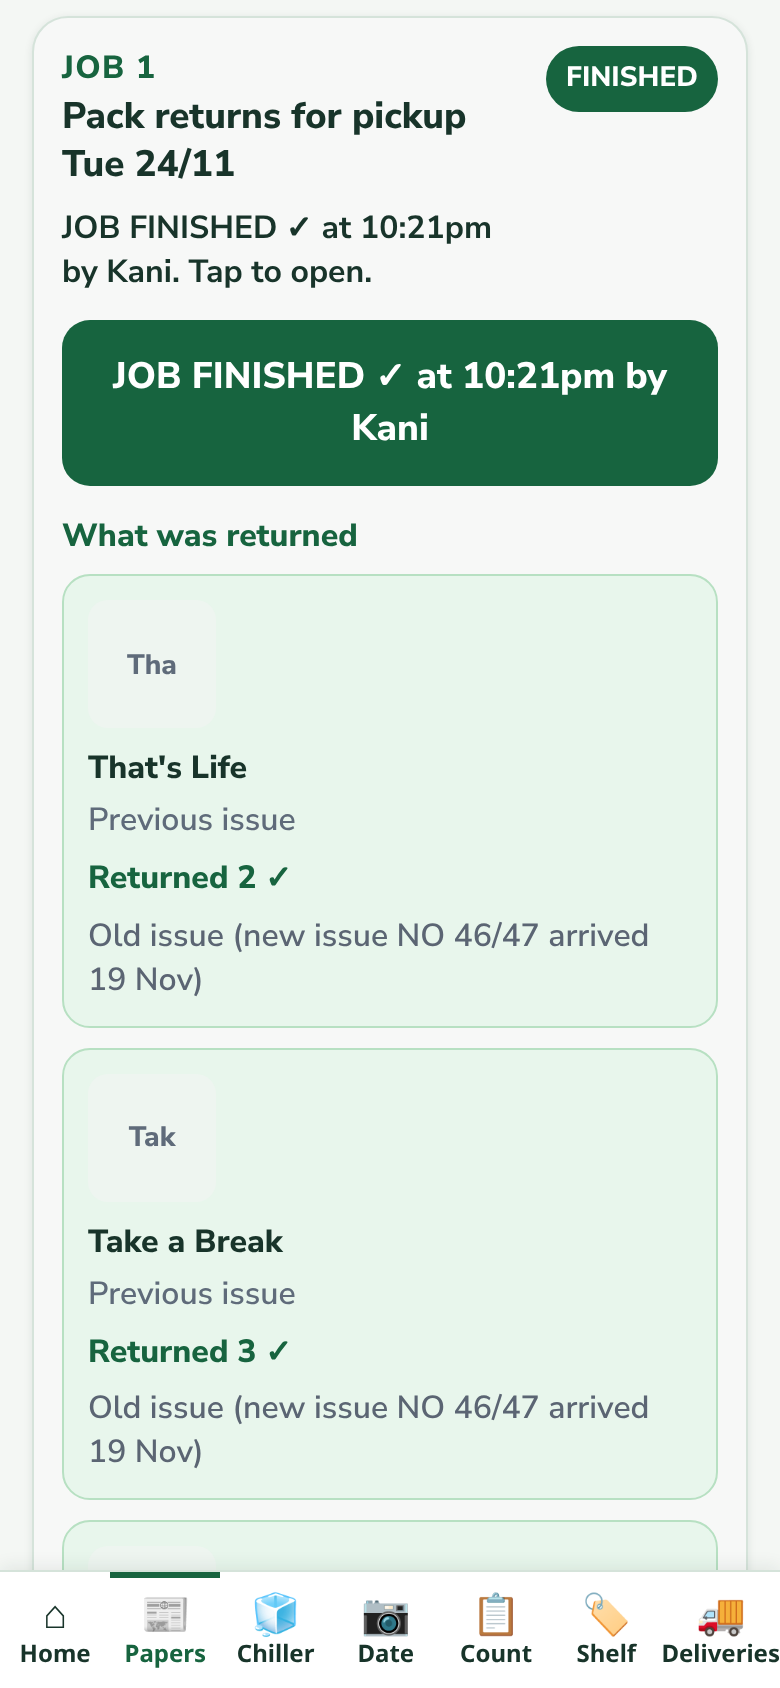 JOB 1
FINISHED
Pack returns for pickup
Tue 24/11
JOB FINISHED ✓ at 10:21pm
by Kani. Tap to open.
JOB FINISHED ✓ at 10:21pm by
Kani
What was returned
Tha
That's Life
Previous issue
Returned 2 ✓
Old issue (new issue NO 46/47 arrived
19 Nov)
Tak
Take a Break
Previous issue
Returned 3 ✓
Old issue (new issue NO 46/47 arrived
19 Nov)
Home Papers Chiller Date Count Shelf Deliveries